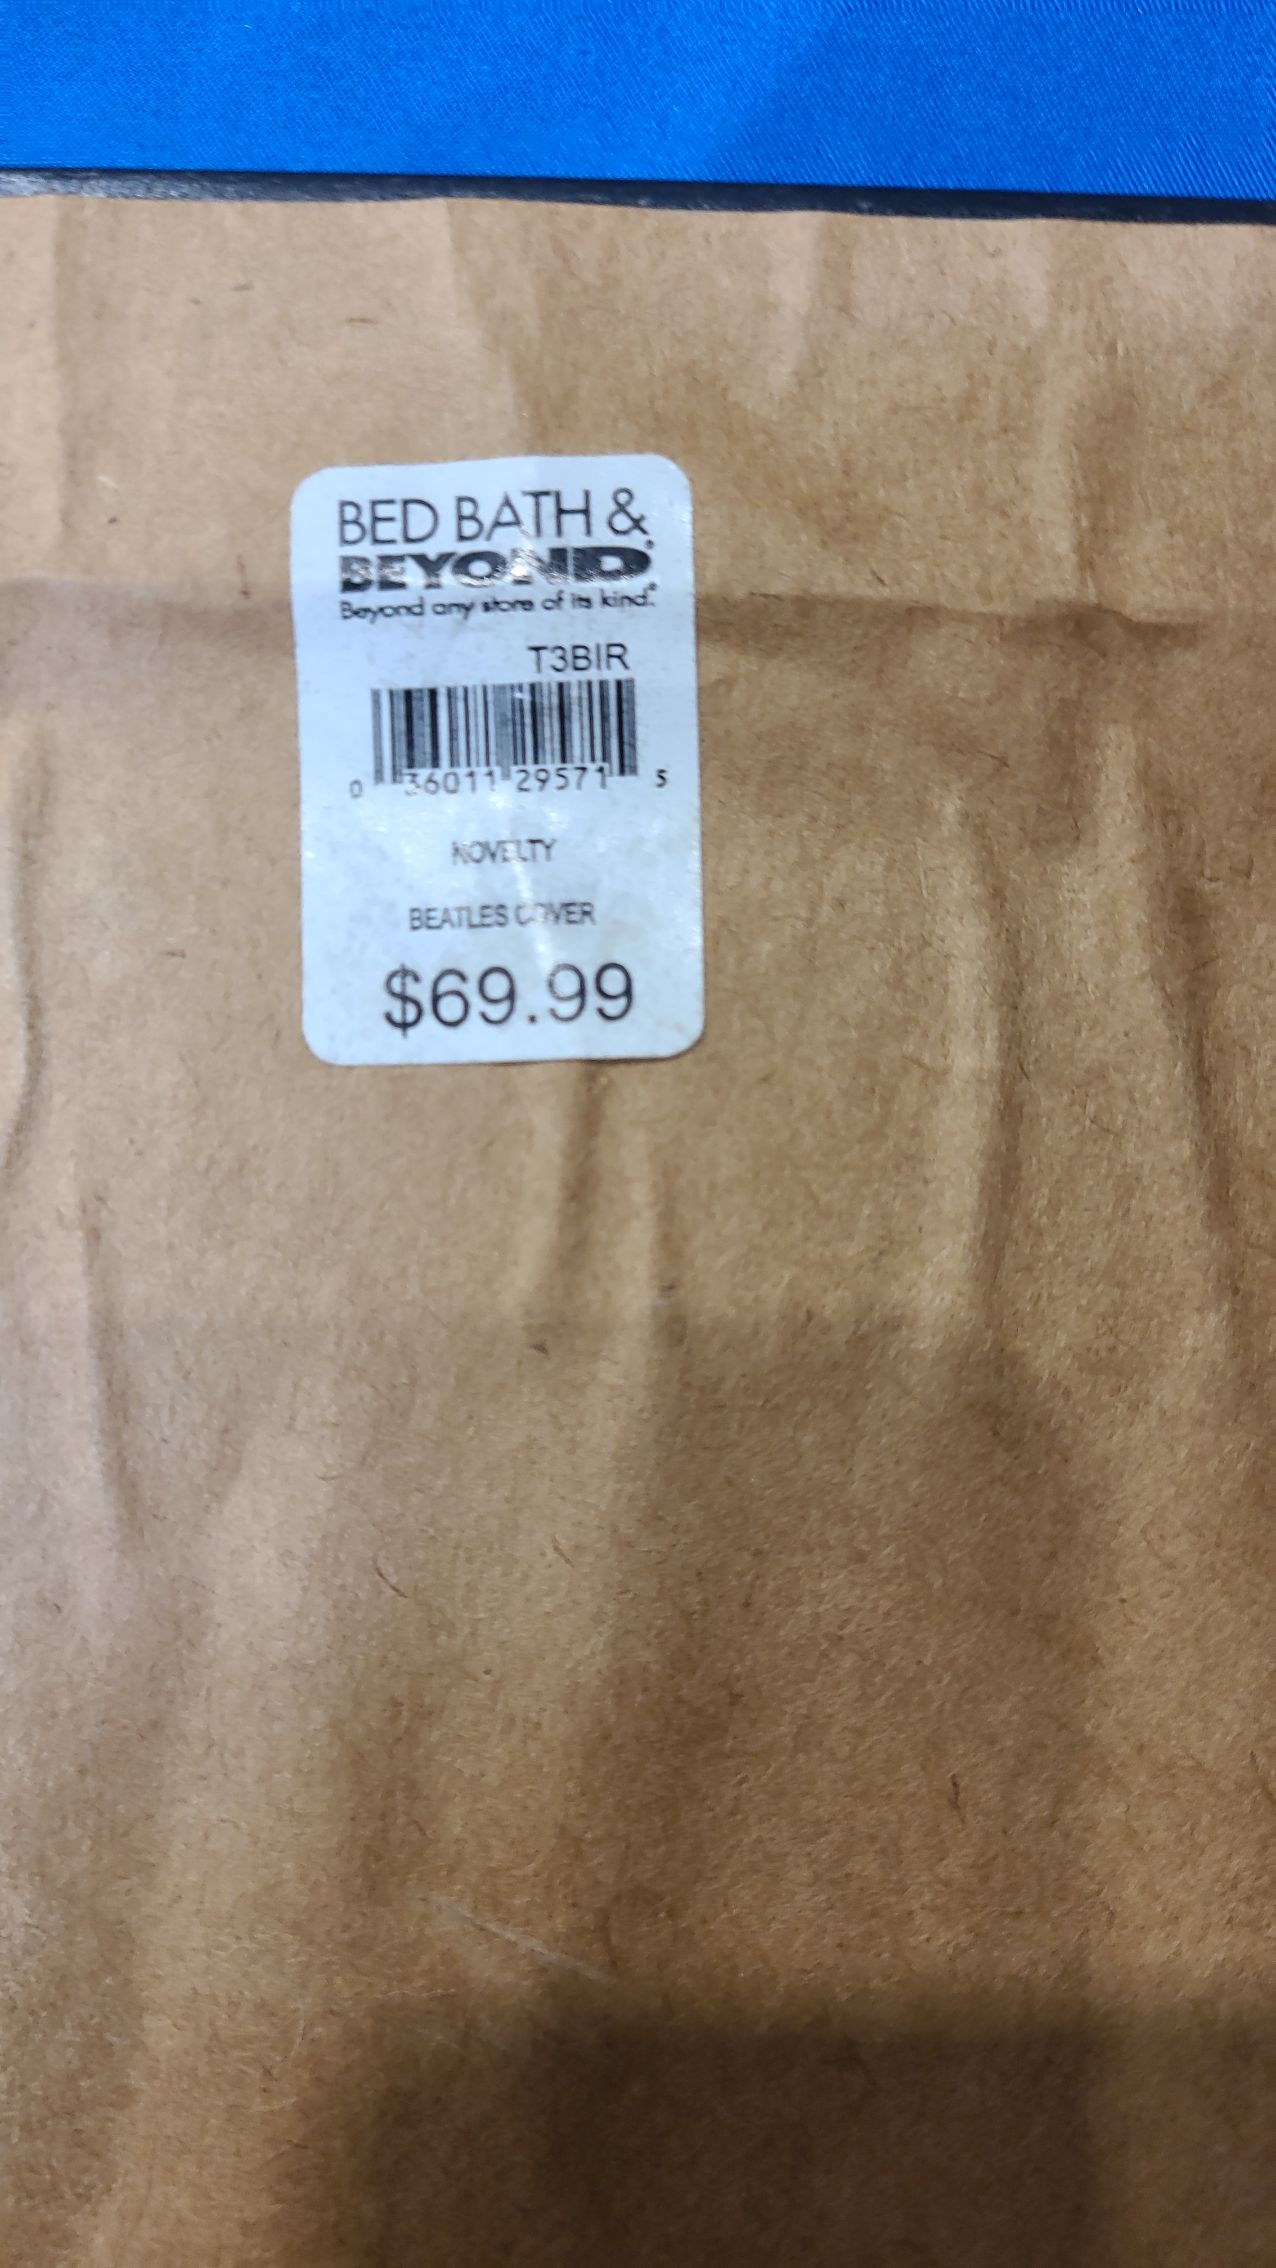 BED BATH &
BEYOND®
Beyond any store of its kind.®
T3BIR
0 36011 29571 5
NOVELTY
BEATLES COVER
$69.99